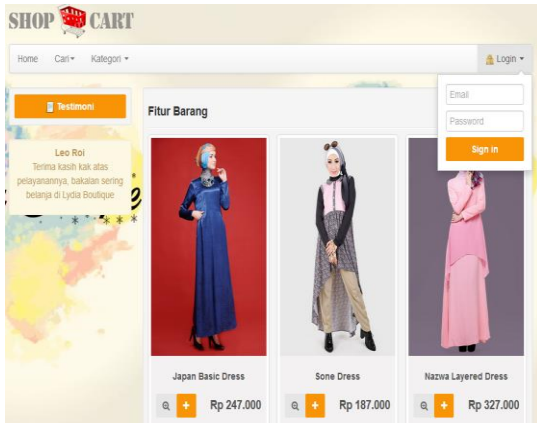 SHOP CART
Home Cari Kategori Login
Email
Password
Sign in
Testimoni
Leo Roi
Terima kasih kak atas
pelayanannya, bakalan sering
belanja di Lydia Boutique
Fitur Barang
Japan Basic Dress
Rp 247.000
Sone Dress
Rp 187.000
Nazwa Layered Dress
Rp 327.000